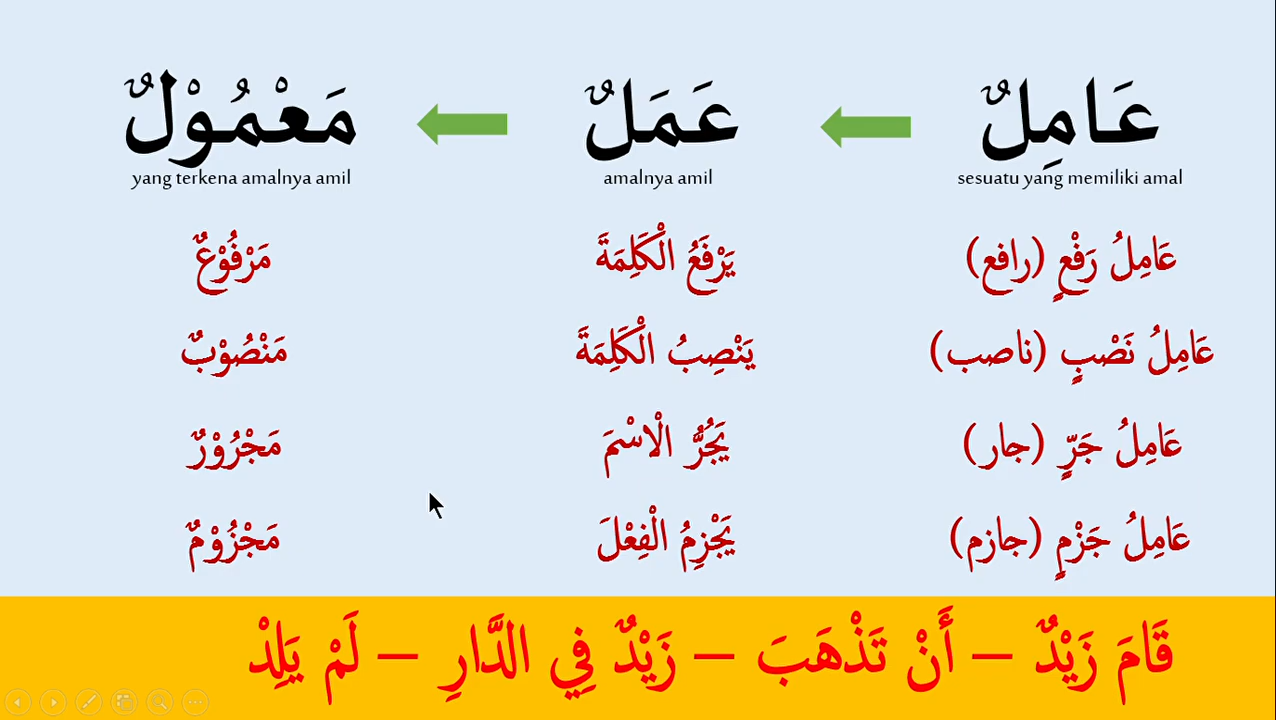 عَامِلٌ ← عَمَلٌ ← مَعْمُوْلٌ
sesuatu yang memiliki amal amalnya amil yang terkena amalnya amil
عَامِلُ رَفْعٍ (رافع) يَرْفَعُ الْكَلِمَةَ مَرْفُوْعٌ
عَامِلُ نَصْبٍ (ناصب) يَنْصِبُ الْكَلِمَةَ مَنْصُوْبٌ
عَامِلُ جَرٍّ (جار) يَجُرُّ الْاسْمَ مَجْرُوْرٌ
عَامِلُ جَزْمٍ (جازم) يَجْزِمُ الْفِعْلَ مَجْزُوْمٌ
قَامَ زَيْدٌ – أَنْ تَذْهَبَ – زَيْدٌ فِي الدَّارِ – لَمْ يَلِدْ